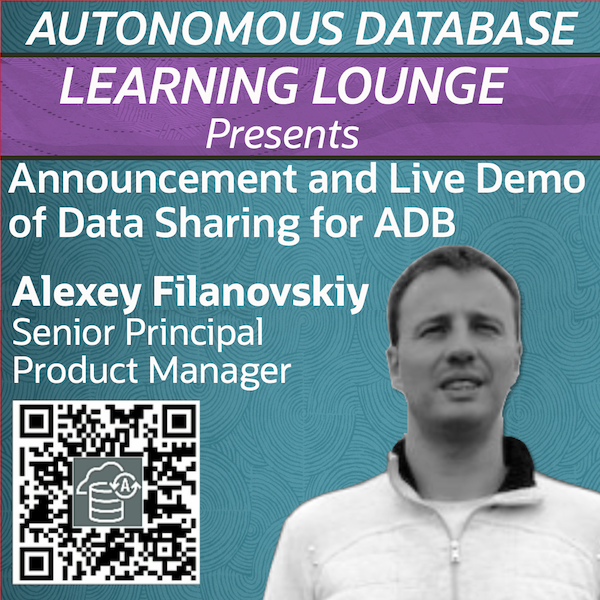 AUTONOMOUS DATABASE
LEARNING LOUNGE
Presents
Announcement and Live Demo
of Data Sharing for ADB
Alexey Filanovskiy
Senior Principal
Product Manager
A